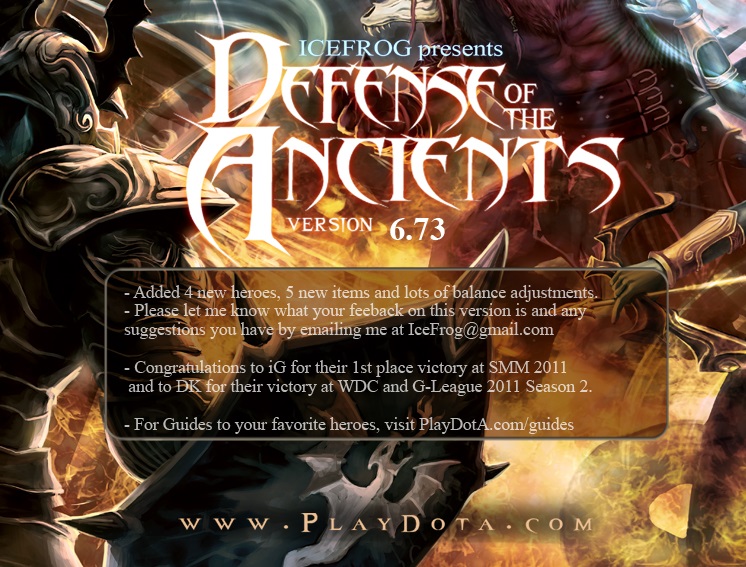 ICEFROG presents
DEFENSE OF THE
ANCIENTS
VERSION 6.73
- Added 4 new heroes, 5 new items and lots of balance adjustments.
- Please let me know what your feeback on this version is and any
suggestions you have by emailing me at IceFrog@gmail.com
- Congratulations to iG for their 1st place victory at SMM 2011
and to DK for their victory at WDC and G-League 2011 Season 2.
- For Guides to your favorite heroes, visit PlayDotA.com/guides
WWW.PLAYDOTA.COM